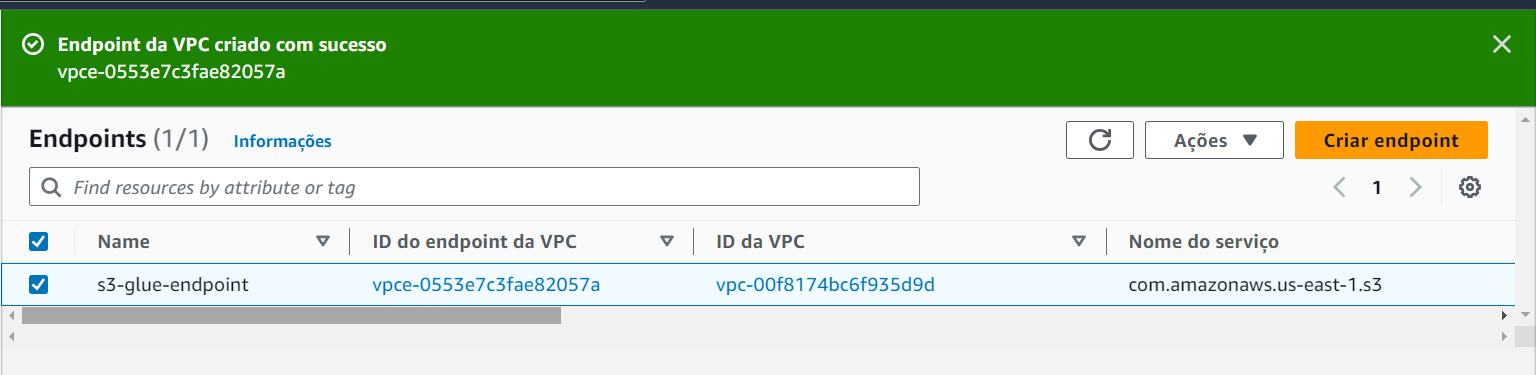 Endpoint da VPC criado com sucesso
vpce-0553e7c3fae82057a
Endpoints (1/1) Informações
Ações
Criar endpoint
Find resources by attribute or tag
1
Name ID do endpoint da VPC ID da VPC Nome do serviço
s3-glue-endpoint vpce-0553e7c3fae82057a vpc-00f8174bc6f935d9d com.amazonaws.us-east-1.s3